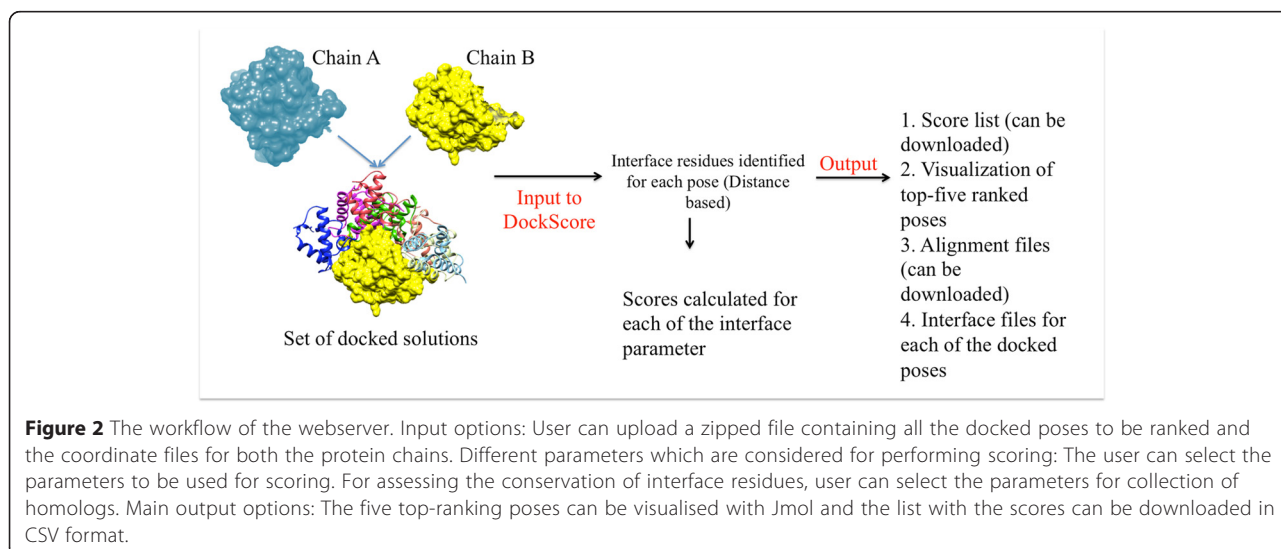 Chain A
Chain B
Set of docked solutions
Input to
DockScore
Interface residues identified
for each pose (Distance
based)
Scores calculated for
each of the interface
parameter
Output
1. Score list (can be
downloaded)
2. Visualization of
top-five ranked
poses
3. Alignment files
(can be
downloaded)
4. Interface files for
each of the docked
poses
Figure 2 The workflow of the webserver. Input options: User can upload a zipped file containing all the docked poses to be ranked and
the coordinate files for both the protein chains. Different parameters which are considered for performing scoring: The user can select the
parameters to be used for scoring. For assessing the conservation of interface residues, user can select the parameters for collection of
homologs. Main output options: The five top-ranking poses can be visualised with Jmol and the list with the scores can be downloaded in
CSV format.